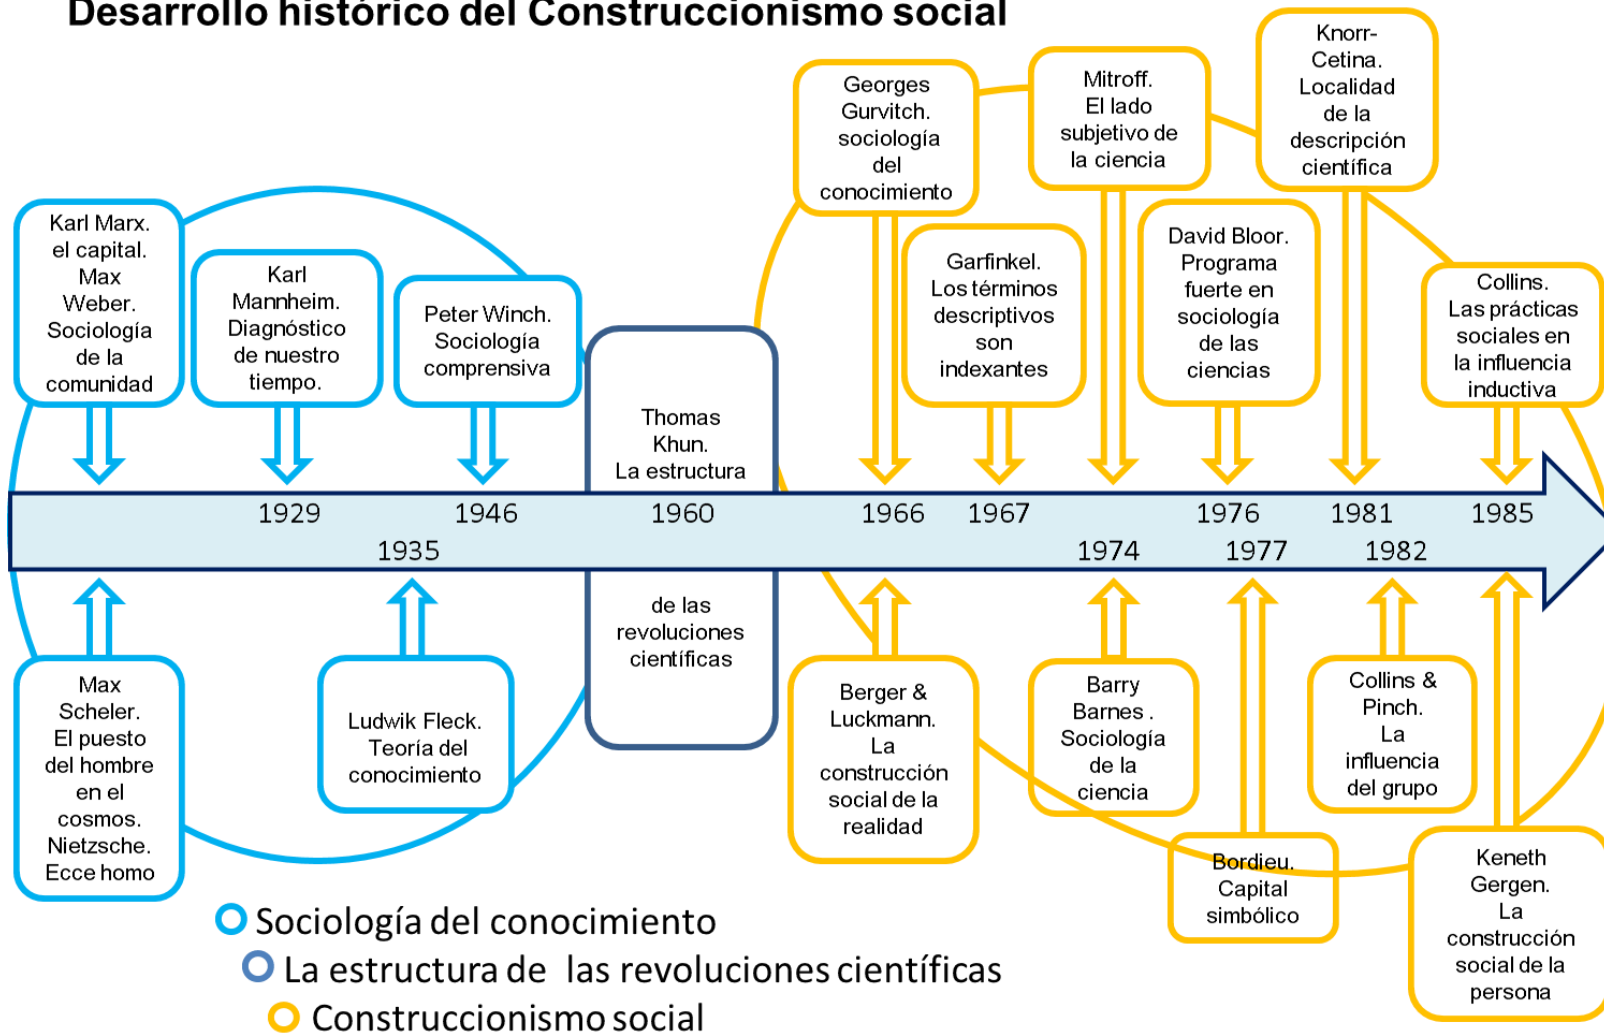 Desarrollo histórico del Construccionismo social
Karl Marx.
el capital.
Max
Weber.
Sociología
de la
comunidad
Karl
Mannheim.
Diagnóstico
de nuestro
tiempo.
Peter Winch.
Sociología
comprensiva
Thomas
Khun.
La estructura
Georges
Gurvitch.
sociología
del
conocimiento
Garfinkel.
Los términos
descriptivos
son
indexantes
Mitroff.
El lado
subjetivo de
la ciencia
David Bloor.
Programa
fuerte en
sociología
de las
ciencias
Knorr-
Cetina.
Localidad
de la
descripción
científica
Collins.
Las prácticas
sociales en
la influencia
inductiva
1929
1946
1960
1966
1967
1976
1981
1985
1935
1974
1977
1982
Max
Scheler.
El puesto
del hombre
en el
cosmos.
Nietzsche.
Ecce homo
Ludwik Fleck.
Teoría del
conocimiento
de las
revoluciones
científicas
Berger &
Luckmann.
La
construcción
social de la
realidad
Barry
Barnes .
Sociología
de la
ciencia
Bordieu.
Capital
simbólico
Collins &
Pinch.
La
influencia
del grupo
Keneth
Gergen.
La
construcción
social de la
persona
Sociología del conocimiento
La estructura de  las revoluciones científicas
Construccionismo social